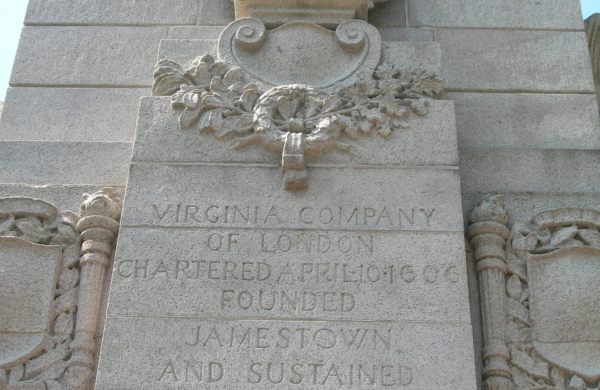 VIRGINIA COMPANY
OF LONDON
CHARTERED APRIL·10·1606
FOUNDED
JAMESTOWN
AND SUSTAINED